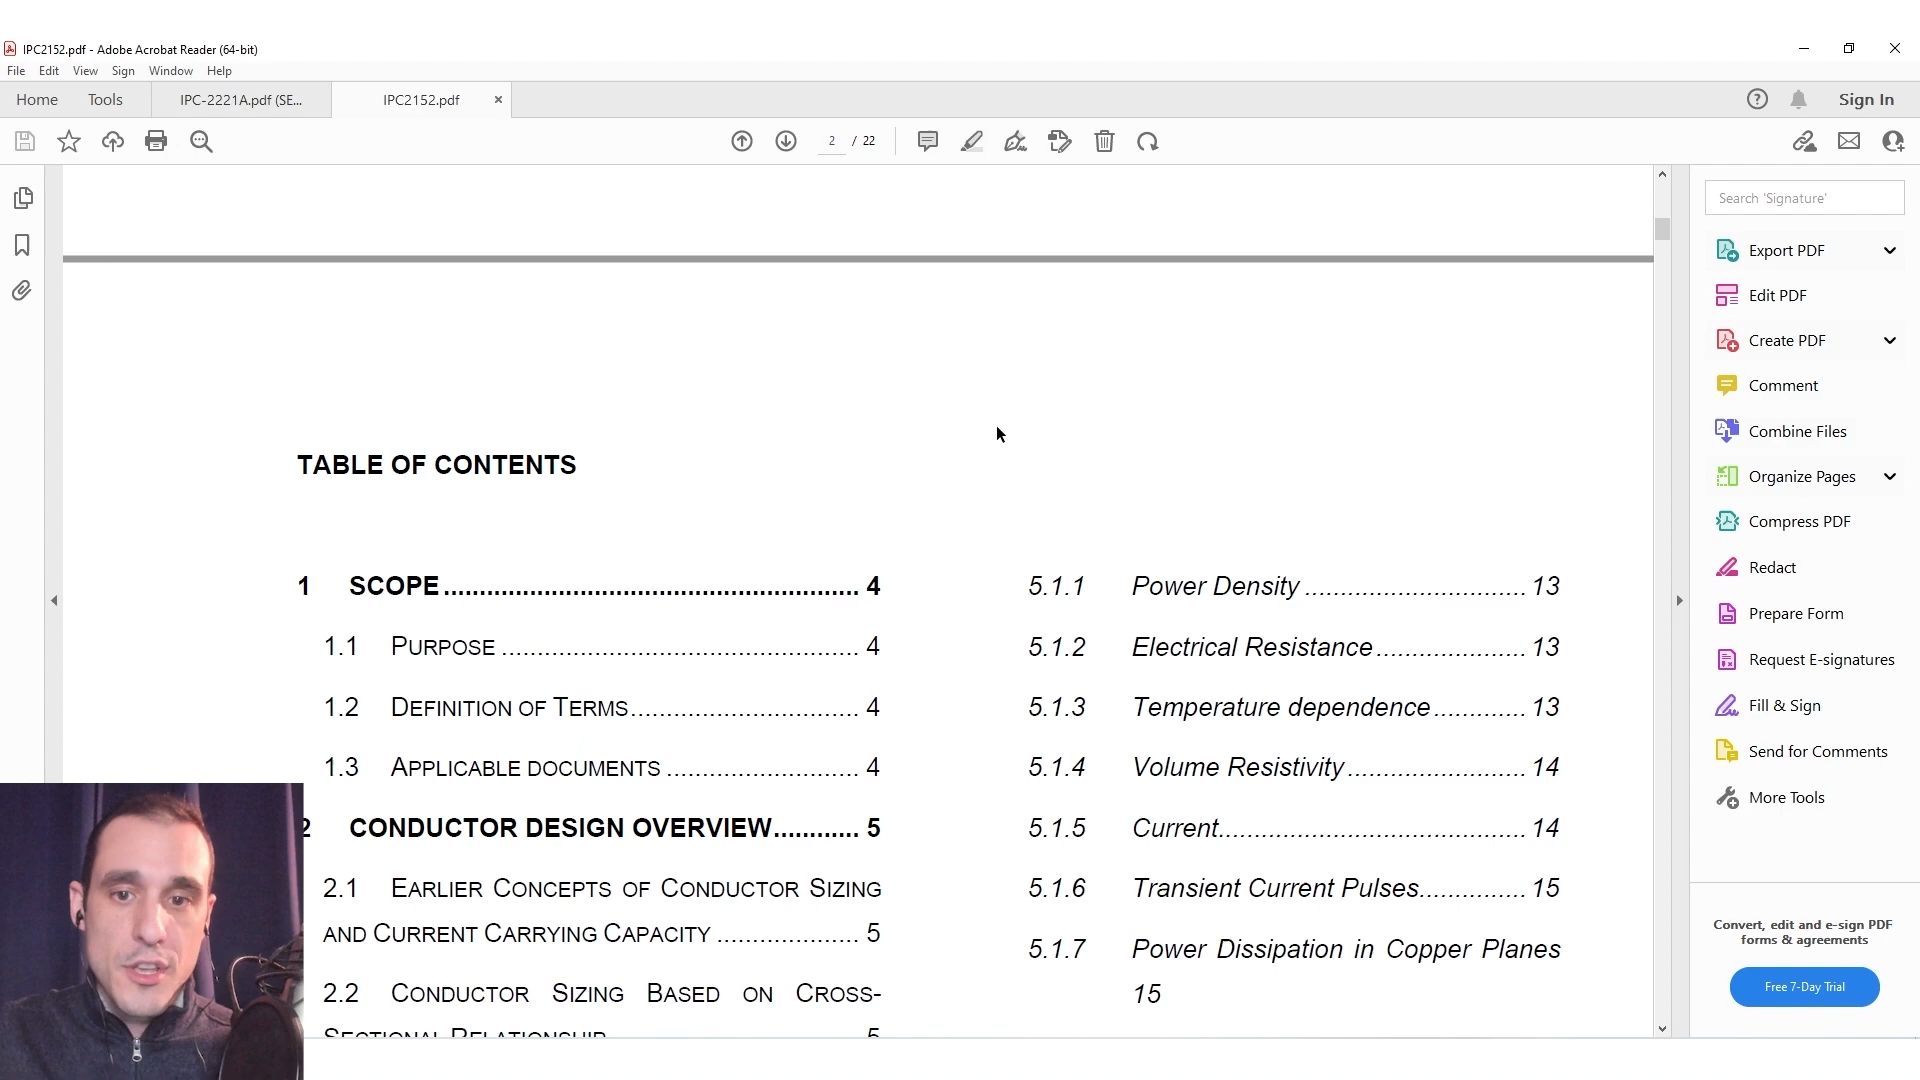 IPC2152.pdf - Adobe Acrobat Reader (64-bit)
File Edit View Sign Window Help
Home Tools IPC-2221A.pdf (SE... IPC2152.pdf × Sign In
2 / 22
Search 'Signature'
Export PDF
Edit PDF
Create PDF
Comment
Combine Files
Organize Pages
Compress PDF
Redact
Prepare Form
Request E-signatures
Fill & Sign
Send for Comments
More Tools
Convert, edit and e-sign PDF
forms & agreements
Free 7-Day Trial
TABLE OF CONTENTS
1 SCOPE ........................................................ 4
1.1 PURPOSE ................................................ 4
1.2 DEFINITION OF TERMS ............................... 4
1.3 APPLICABLE DOCUMENTS .......................... 4
2 CONDUCTOR DESIGN OVERVIEW............ 5
2.1 EARLIER CONCEPTS OF CONDUCTOR SIZING
AND CURRENT CARRYING CAPACITY ................... 5
2.2 CONDUCTOR SIZING BASED ON CROSS-
SECTIONAL RELATIONSHIP 5
5.1.1 Power Density .............................. 13
5.1.2 Electrical Resistance .................... 13
5.1.3 Temperature dependence ............. 13
5.1.4 Volume Resistivity ........................ 14
5.1.5 Current......................................... 14
5.1.6 Transient Current Pulses............... 15
5.1.7 Power Dissipation in Copper Planes
15